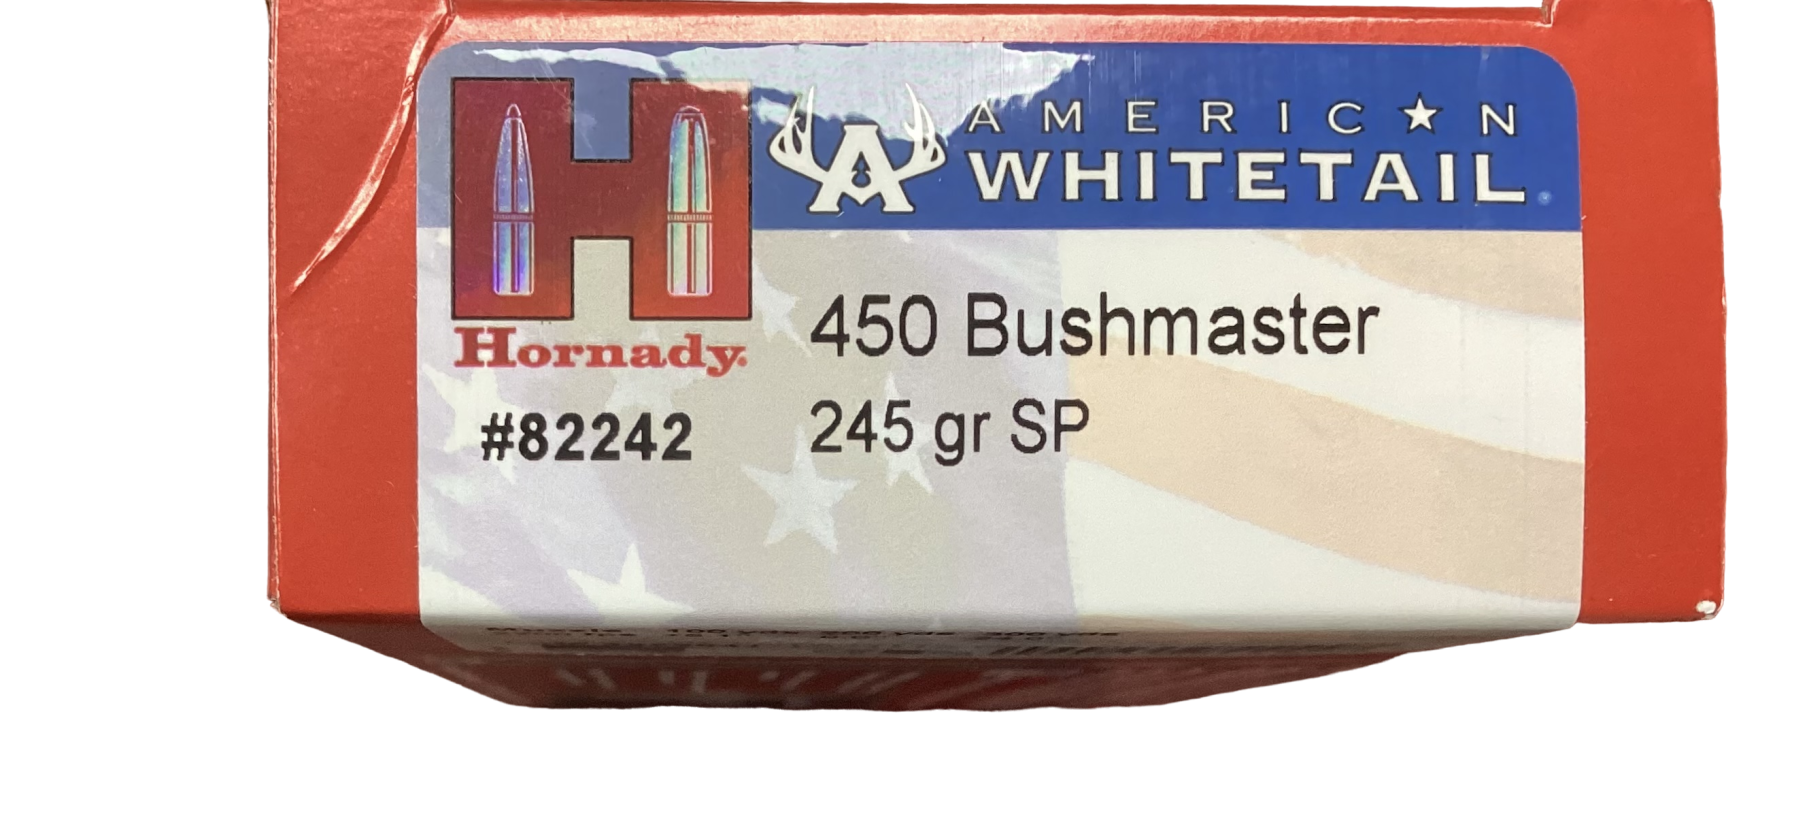 AMERIC★N
WHITETAIL®
Hornady®
450 Bushmaster
#82242
245 gr SP